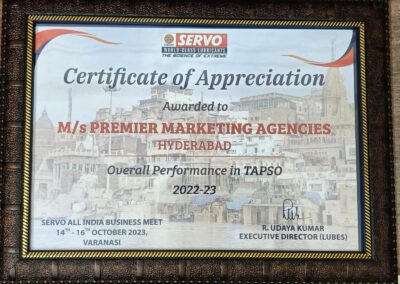 SERVO
WORLD CLASS LUBRICANTS
THE SCIENCE OF EXTREME
Certificate of Appreciation
Awarded to
M/s PREMIER MARKETING AGENCIES,
HYDERABAD
Overall Performance in TAPSO
2022-23
SERVO ALL INDIA BUSINESS MEET
14TH - 16TH OCTOBER 2023,
VARANASI
R. UDAYA KUMAR
EXECUTIVE DIRECTOR (LUBES)